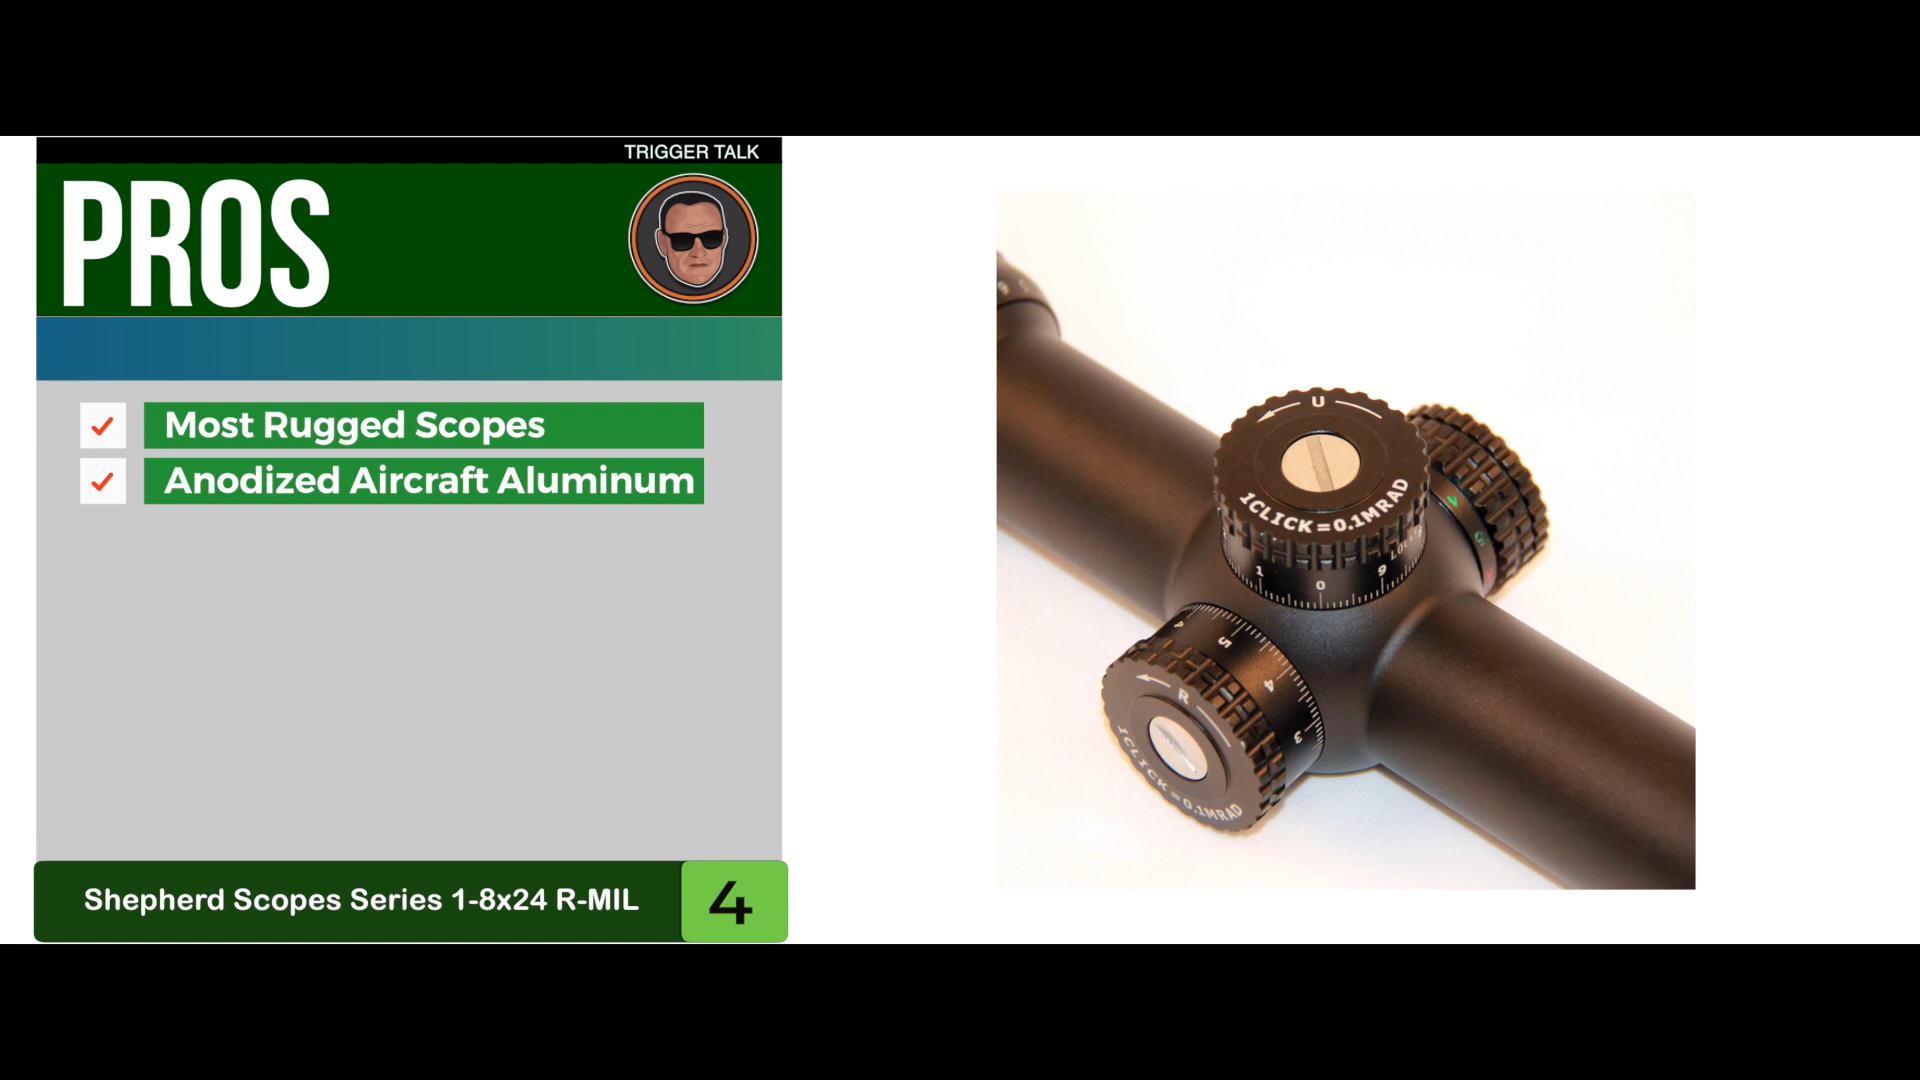 TRIGGER TALK
PROS
Most Rugged Scopes
Anodized Aircraft Aluminum
Shepherd Scopes Series 1-8x24 R-MIL
4
U
1CLICK=0.1MRAD
1 0 9
4 5 4 3
R
1CLICK=0.1MRAD